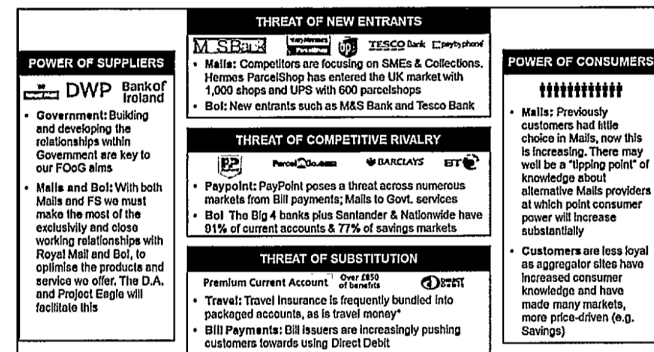 THREAT OF NEW ENTRANTS
M&S Bank
ups
TESCO Bank
paybyphone
• Mails: Competitors are focusing on SMEs & Collections.
Hermes ParcelShop has entered the UK market with
1,000 shops and UPS with 600 parcelshops
• BoI: New entrants such as M&S Bank and Tesco Bank
POWER OF SUPPLIERS
DWP
Bank of
Ireland
• Government: Building
and developing the
relationships within
Government are key to
our FOoG aims
• Mails and BoI: With both
Mails and FS we must
make the most of the
exclusivity and close
working relationships with
Royal Mail and BoI, to
optimise the products and
service we offer. The D.A.
and Project Eagle will
facilitate this
THREAT OF COMPETITIVE RIVALRY
Parcel2Go.com
BARCLAYS
BT
• Paypoint: PayPoint poses a threat across numerous
markets from Bill payments; Mails to Govt. services
• BoI The Big 4 banks plus Santander & Nationwide have
91% of current accounts & 77% of savings markets
THREAT OF SUBSTITUTION
Premium Current Account
Over £850
of benefits
DIRECT
Debit
• Travel: Travel insurance is frequently bundled into
packaged accounts, as is travel money*
• Bill Payments: Bill issuers are increasingly pushing
customers towards using Direct Debit
POWER OF CONSUMERS
• Mails: Previously
customers had little
choice in Mails, now this
is increasing. There may
well be a "tipping point" of
knowledge about
alternative Mails providers
at which point consumer
power will increase
substantially
• Customers are less loyal
as aggregator sites have
increased consumer
knowledge and have
made many markets,
more price-driven (e.g.
Savings)